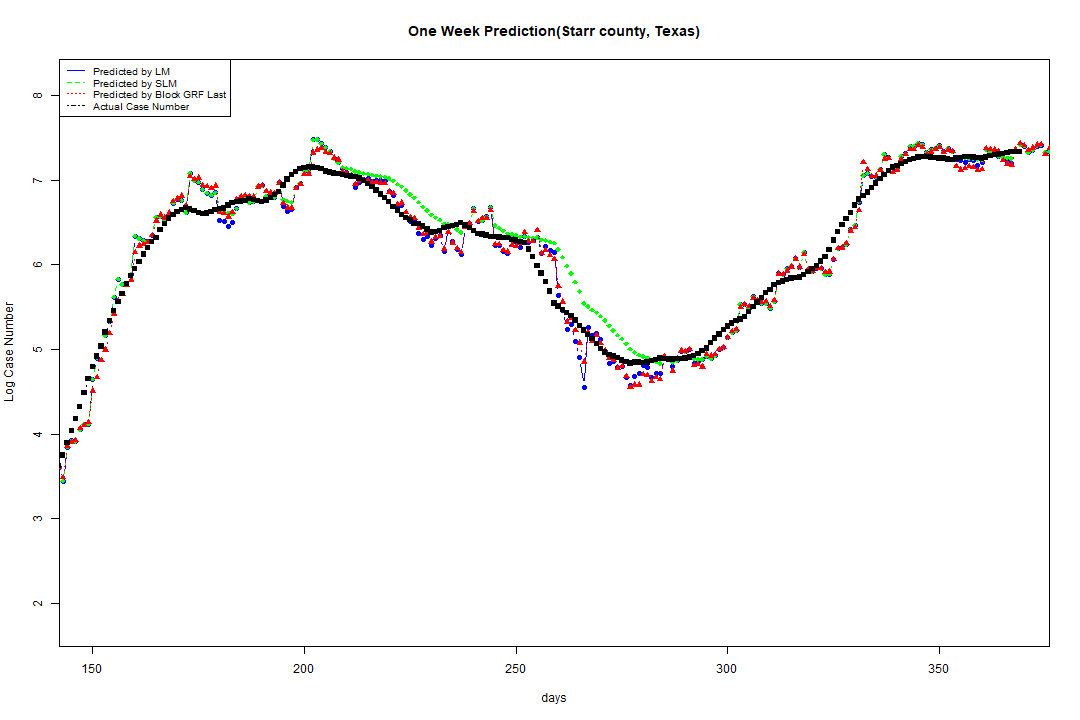 One Week Prediction(Starr county, Texas)
Predicted by LM
Predicted by SLM
Predicted by Block GRF Last
Actual Case Number
8
7
6
5
4
3
2
Log Case Number
150 200 250 300 350
days